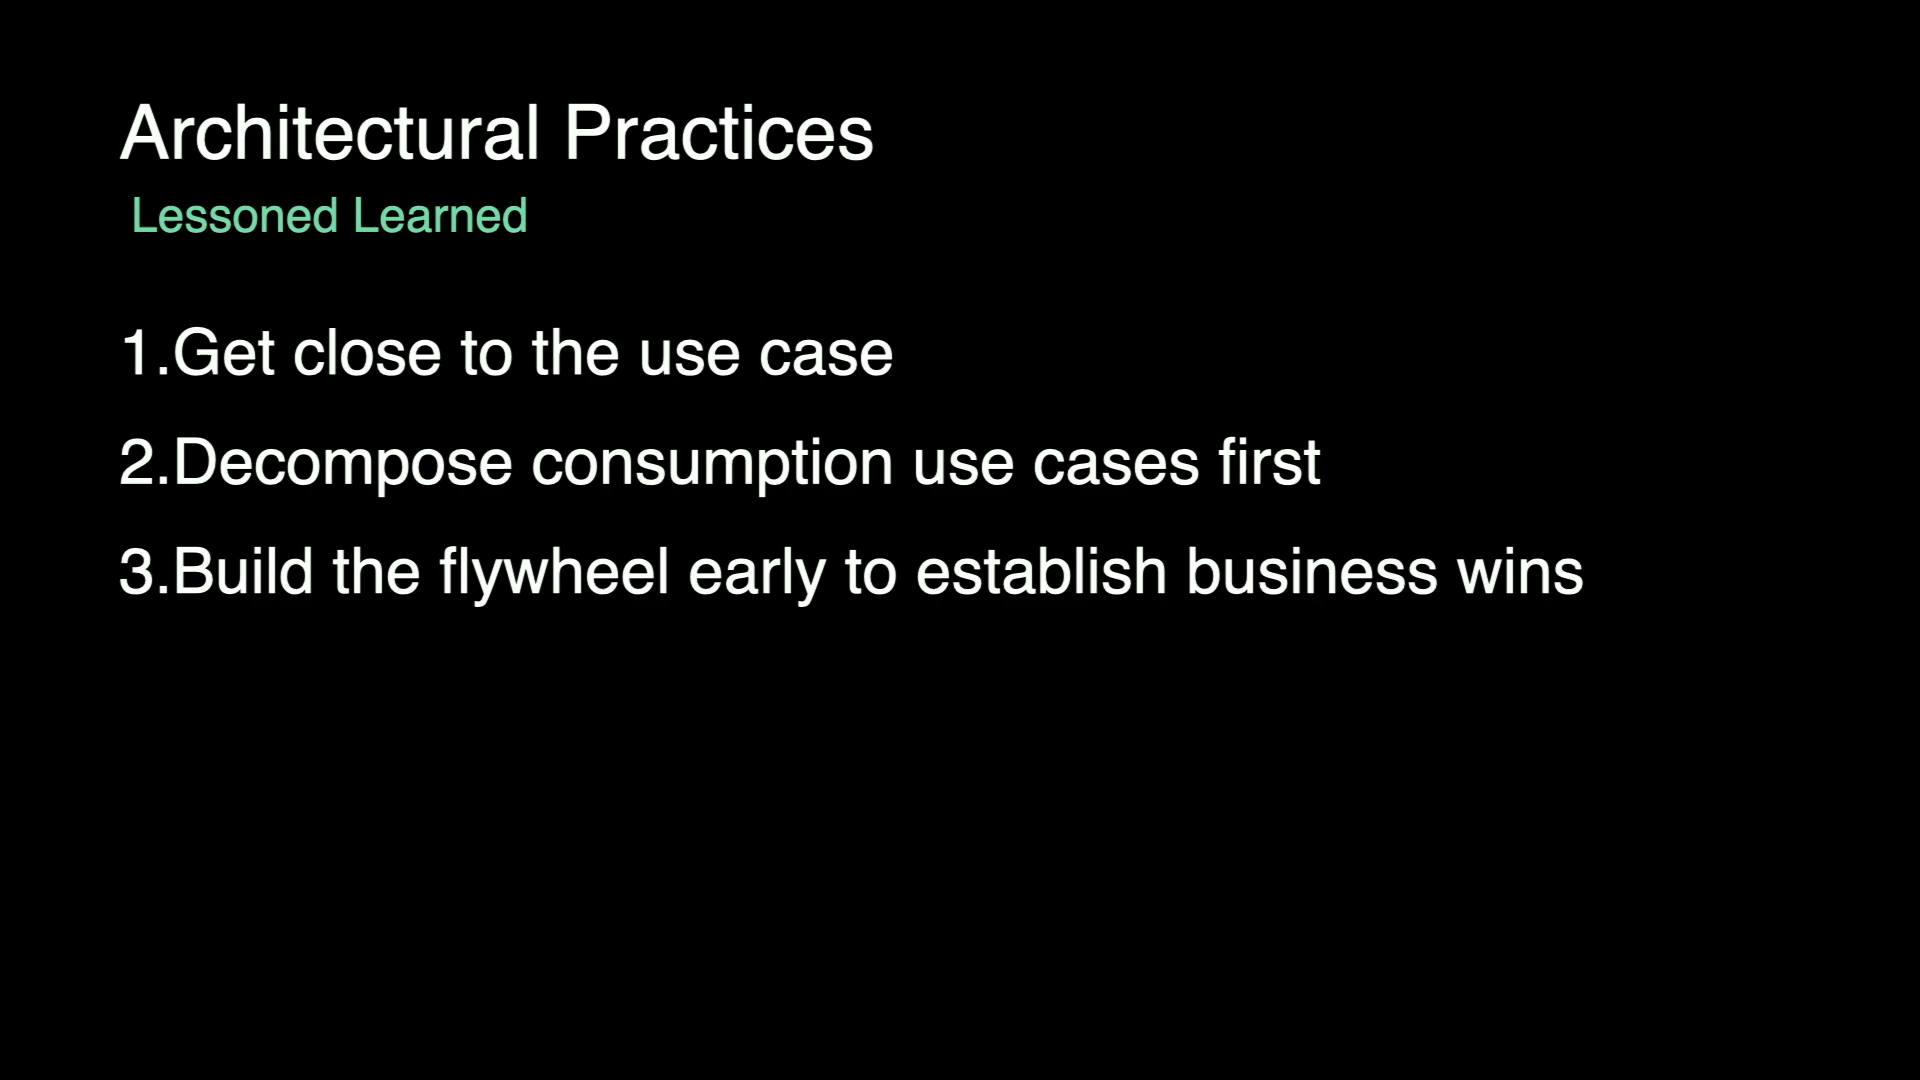 Architectural Practices
Lessoned Learned
1.Get close to the use case
2.Decompose consumption use cases first
3.Build the flywheel early to establish business wins